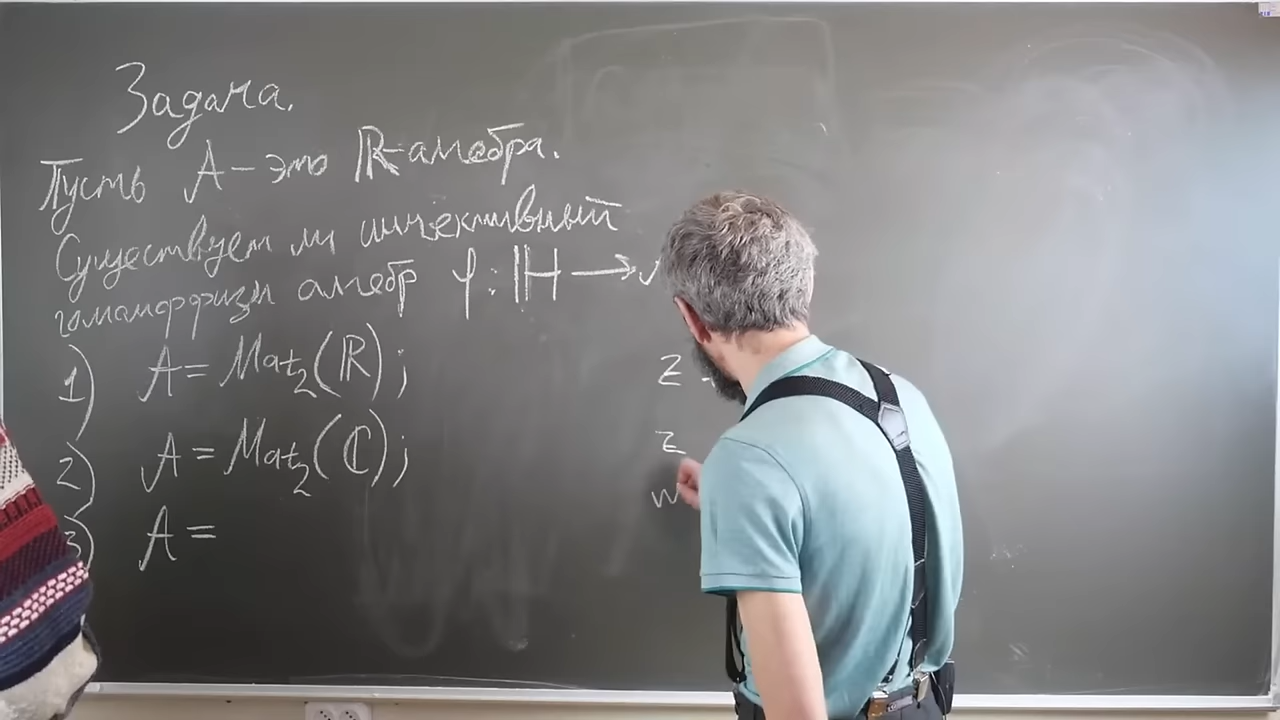 Задача.
Пусть A – это ℝ-алгебра.
Существует ли инъективный
гомоморфизм алгебр φ: ℍ →
1) A = Mat₂(ℝ);
2) A = Mat₂(ℂ);
3) A =
z
z
w